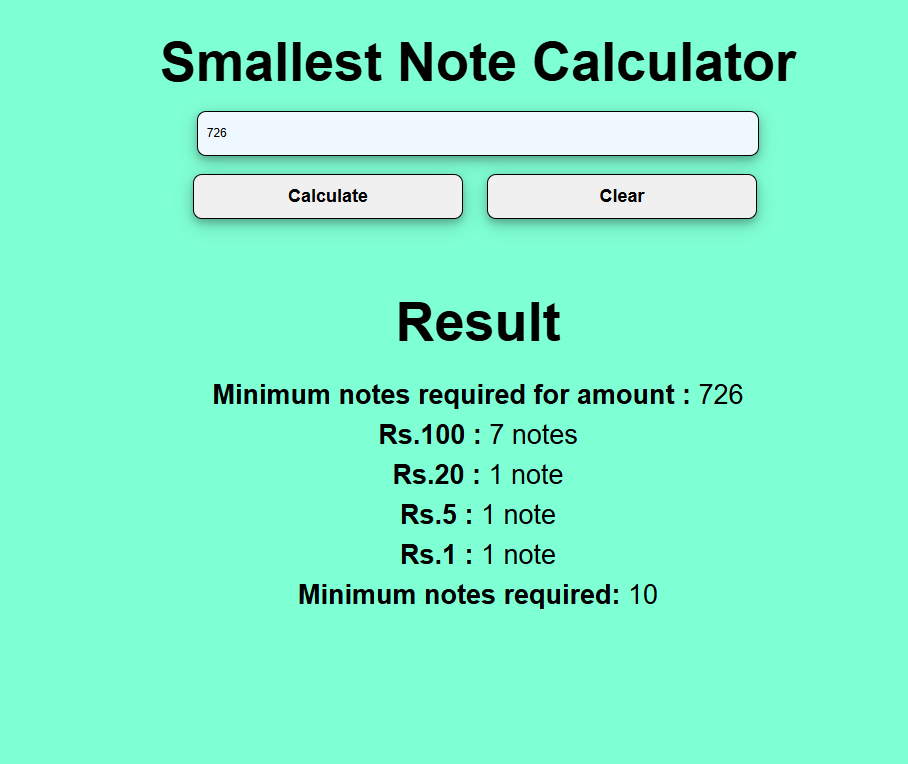 Smallest Note Calculator
726
Calculate Clear
Result
Minimum notes required for amount : 726
Rs.100 : 7 notes
Rs.20 : 1 note
Rs.5 : 1 note
Rs.1 : 1 note
Minimum notes required: 10